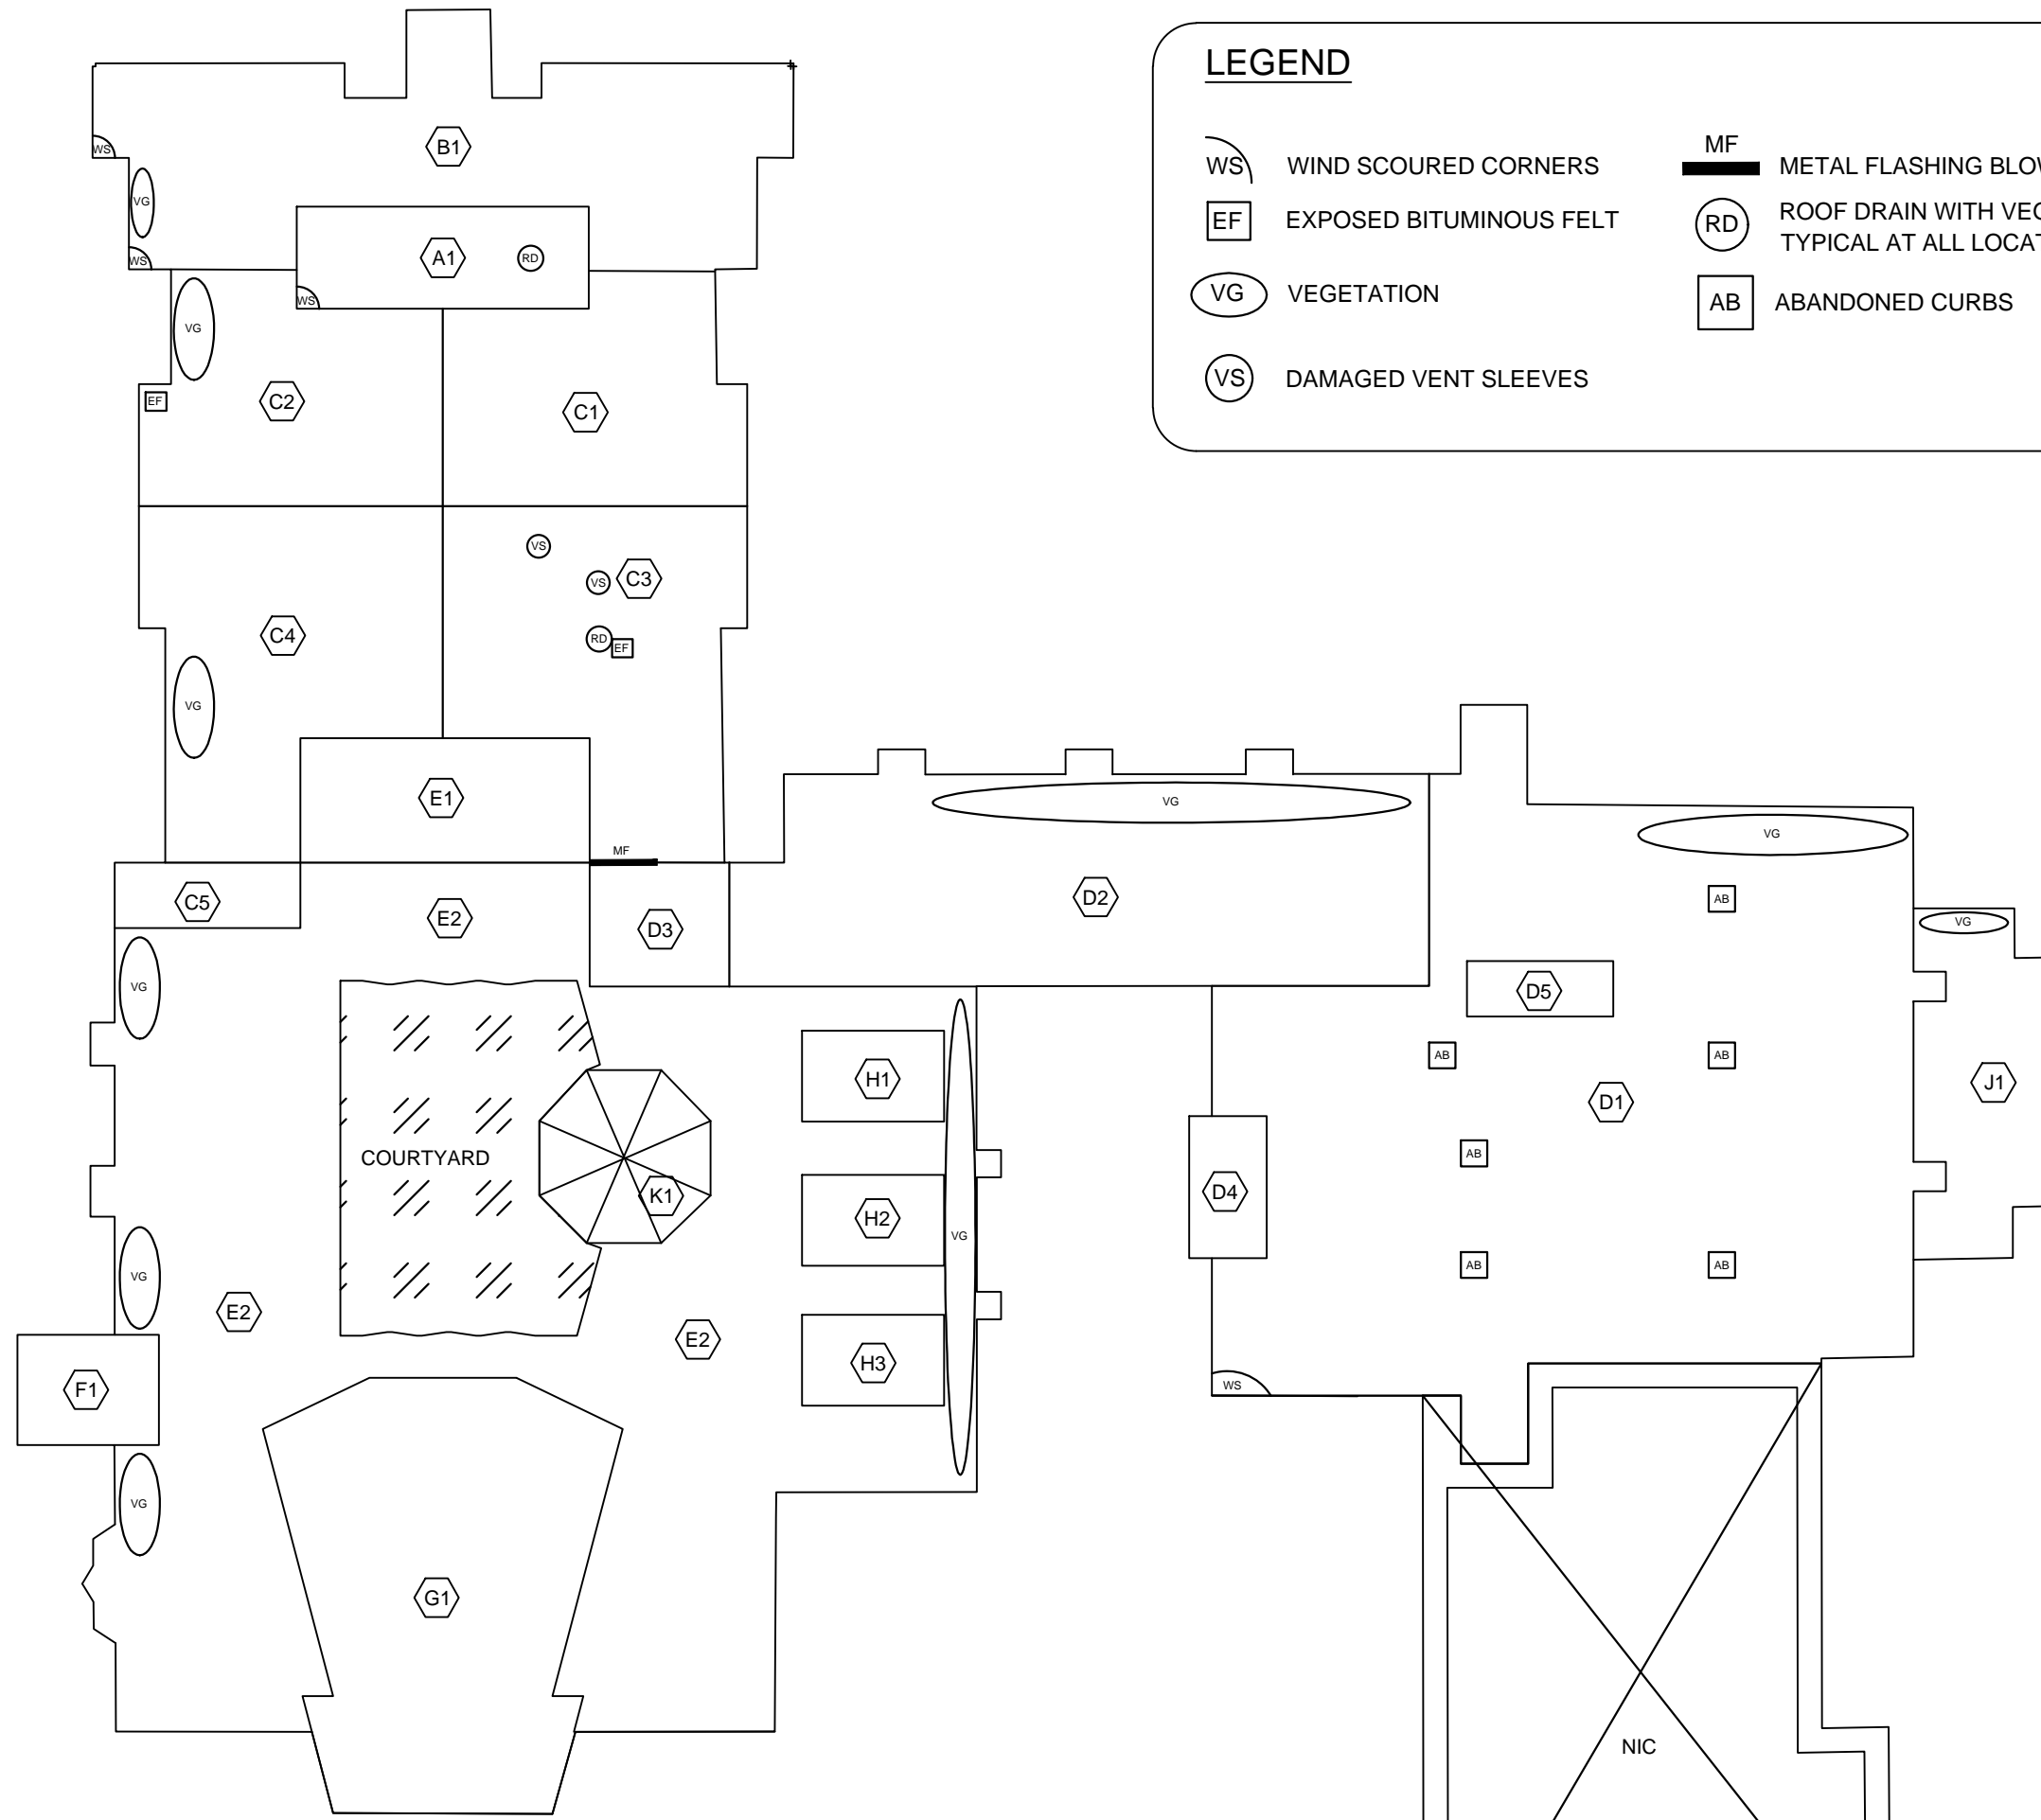 LEGEND
WS WIND SCOURED CORNERS
EF EXPOSED BITUMINOUS FELT
VG VEGETATION
VS DAMAGED VENT SLEEVES
MF
METAL FLASHING
RD ROOF DRAIN WITH
TYPICAL AT ALL
AB ABANDONED CURBS
B1
WS
VG
WS
A1
RD
WS
VG
EF
C2
C1
VS
VS
C3
C4
RD
EF
VG
E1
MF
VG
VG
C5
E2
D3
D2
AB
VG
VG
D5
AB
AB
H1
J1
D1
COURTYARD
AB
K1
D4
H2
VG
VG
AB
AB
E2
E2
H3
F1
WS
VG
G1
NIC